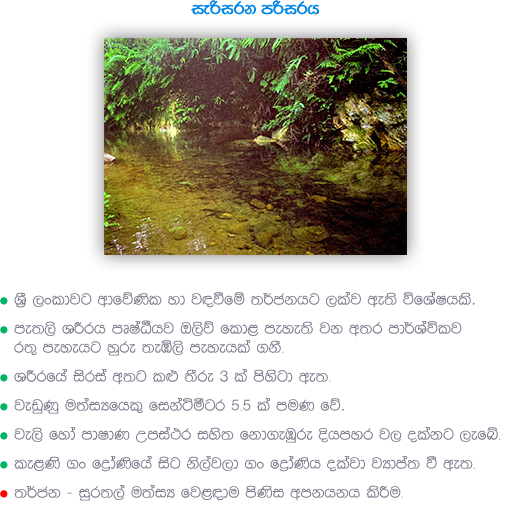 සැරිසරන පරිසරය
ශ්‍රී ලංකාවට ආවේණික හා වඳවීමේ තර්ජනයට ලක්ව ඇති විශේෂයකි.
පැතලි ශරීරය පෘෂ්ඨීයව ඔලිව් කොළ පැහැති වන අතර පාර්ශ්විකව
රතු පැහැයට හුරු තැඹිලි පැහැයක් ගනී.
ශරීරයේ සිරස් අතට කළු තීරු 3 ක් පිහිටා ඇත.
වැඩුණු මත්ස්‍යයෙකු සෙන්ටිමීටර 5.5 ක් පමණ වේ.
වැලි හෝ පාෂාණ උපස්ථර සහිත නොගැඹුරු දියපහර වල දක්නට ලැබේ.
කැළණි ගං ද්‍රෝණියේ සිට නිල්වලා ගං ද්‍රෝණිය දක්වා ව්‍යාප්ත වී ඇත.
තර්ජන - සුරතල් මත්ස්‍ය වෙළඳාම පිණිස අපනයනය කිරීම.